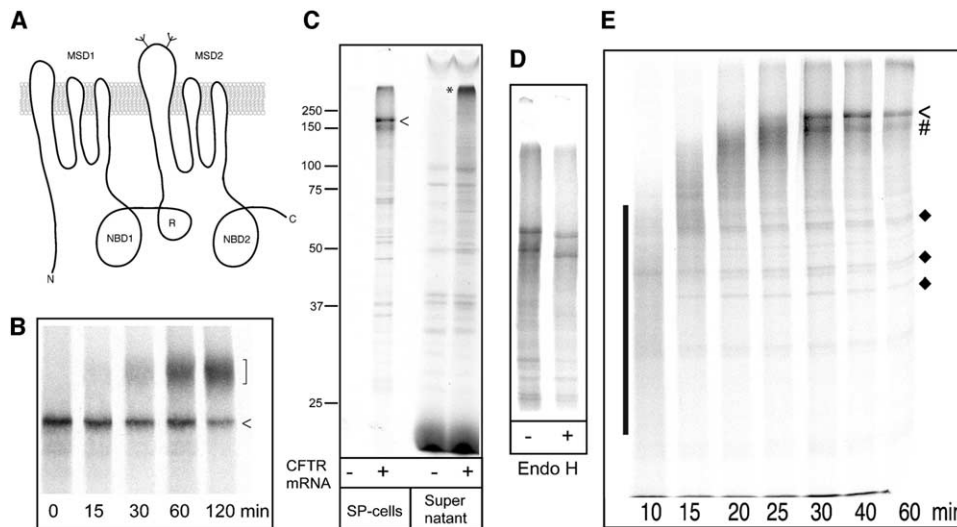 A
MSD1
MSD2
NBD1
R
NBD2
N
C
B
<
0 15 30 60 120 min
C
250
150
100
75
50
37
25
*
<
CFTR mRNA
- + - +
SP-cells
Super natant
D
- +
Endo H
E
<
#
10 15 20 25 30 40 60 min